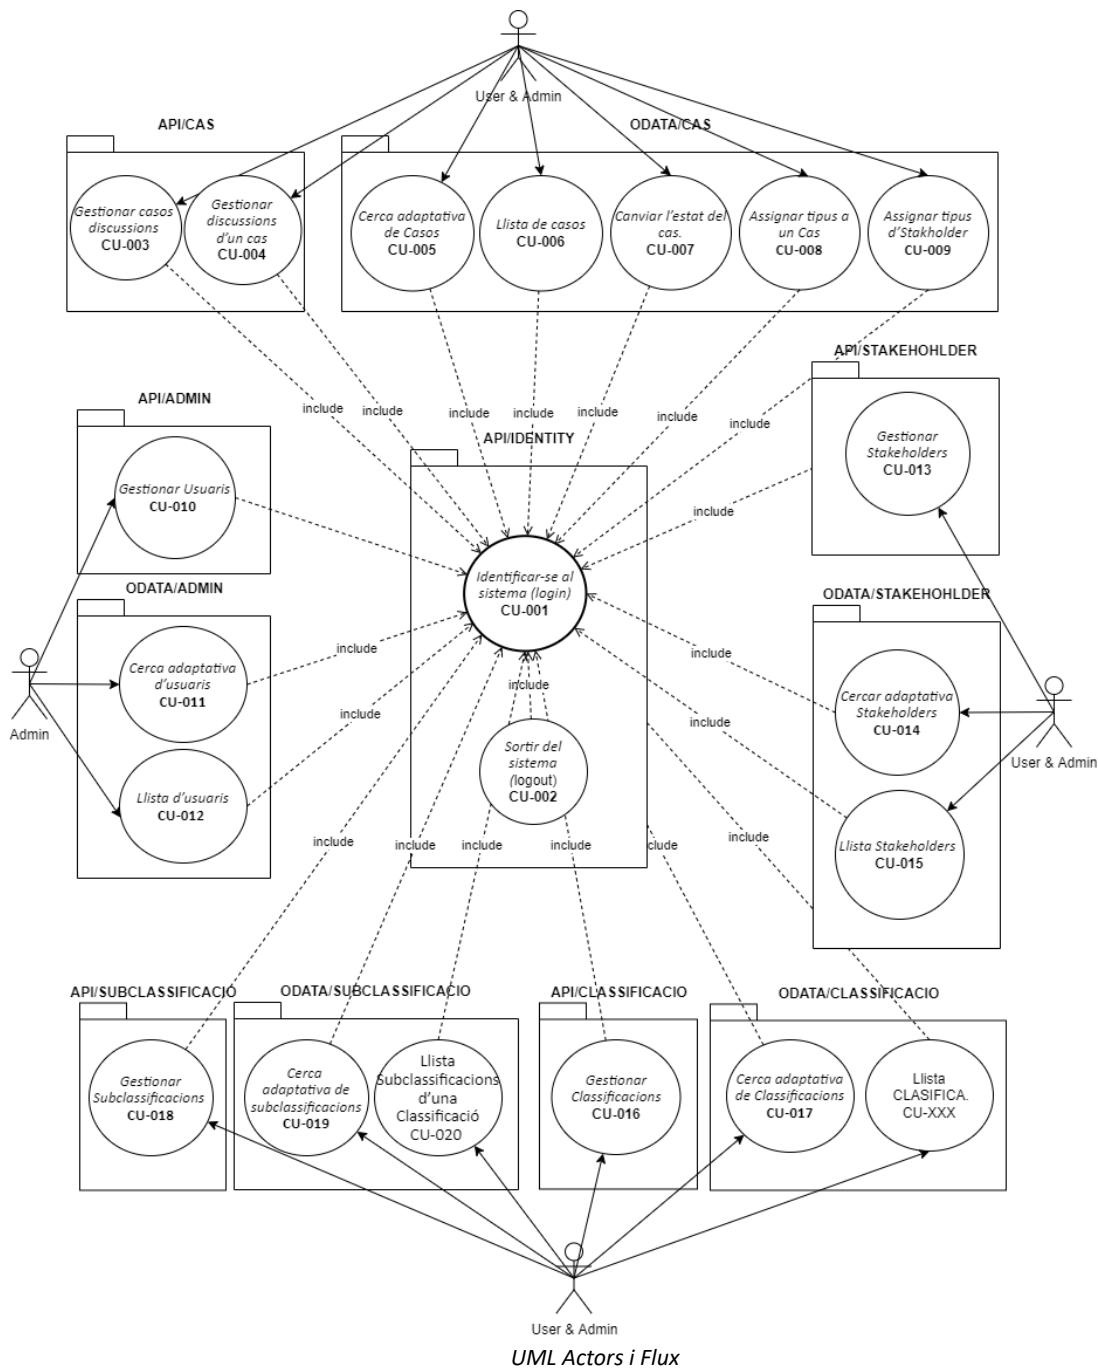 User & Admin
API/CAS
ODATA/CAS
Gestionar casos
discussions
CU-003
Gestionar
discussions
d'un cas
CU-004
Cerca adaptativa
de Casos
CU-005
Llista de casos
CU-006
Canviar l'estat del
cas.
CU-007
Assignar tipus a
un Cas
CU-008
Assignar tipus
d'Stakholder
CU-009
API/STAKEHOHLDER
API/ADMIN
include
include
include
include
include
include
include
API/IDENTITY
Gestionar
Stakeholders
CU-013
Gestionar Usuaris
CU-010
include
include
Identificar-se al
sistema (login)
CU-001
ODATA/ADMIN
ODATA/STAKEHOHLDER
Cerca adaptativa
d'usuaris
CU-011
include
include
include
Cercar adaptativa
Stakeholders
CU-014
Admin
include
include
Sortir del
sistema
(logout)
CU-002
User & Admin
Llista d'usuaris
CU-012
include
include
include
include
include
clude
Llista Stakeholders
CU-015
API/SUBCLASSIFICACIÓ
ODATA/SUBCLASSIFICACIO
API/CLASSIFICACIO
ODATA/CLASSIFICACIO
Gestionar
Subclassificacions
CU-018
Cerca
adaptativa de
subclassificacions
CU-019
Llista
Subclassificacions
d'una
Classificació
CU-020
Gestionar
Classificacions
CU-016
Cerca adaptativa
de Classificacions
CU-017
Llista
CLASIFICA.
CU-XXX
User & Admin
UML Actors i Flux